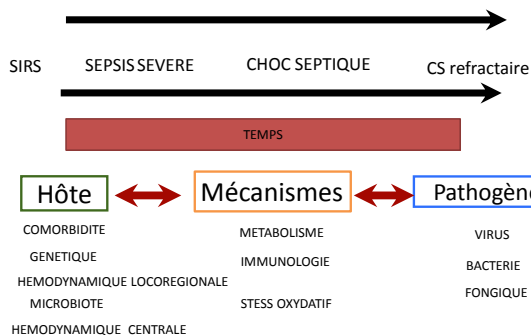 SIRS SEPSIS SEVERE CHOC SEPTIQUE CS refractaire
TEMPS
Hôte Mécanismes Pathogène
COMORBIDITE METABOLISME VIRUS
GENETIQUE IMMUNOLOGIE BACTERIE
HEMODYNAMIQUE LOCOREGIONALE FONGIQUE
MICROBIOTE STESS OXYDATIF
HEMODYNAMIQUE CENTRALE